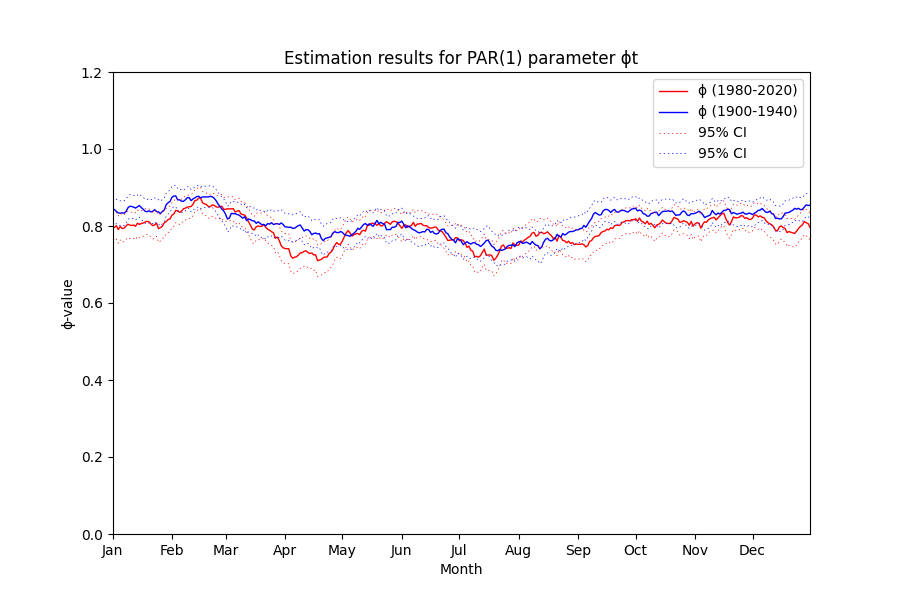 Estimation results for PAR(1) parameter ϕt
1.2
1.0
0.8
0.6
0.4
0.2
0.0
ϕ-value
ϕ (1980-2020)
ϕ (1900-1940)
95% CI
95% CI
Jan Feb Mar Apr May Jun Jul Aug Sep Oct Nov Dec
Month